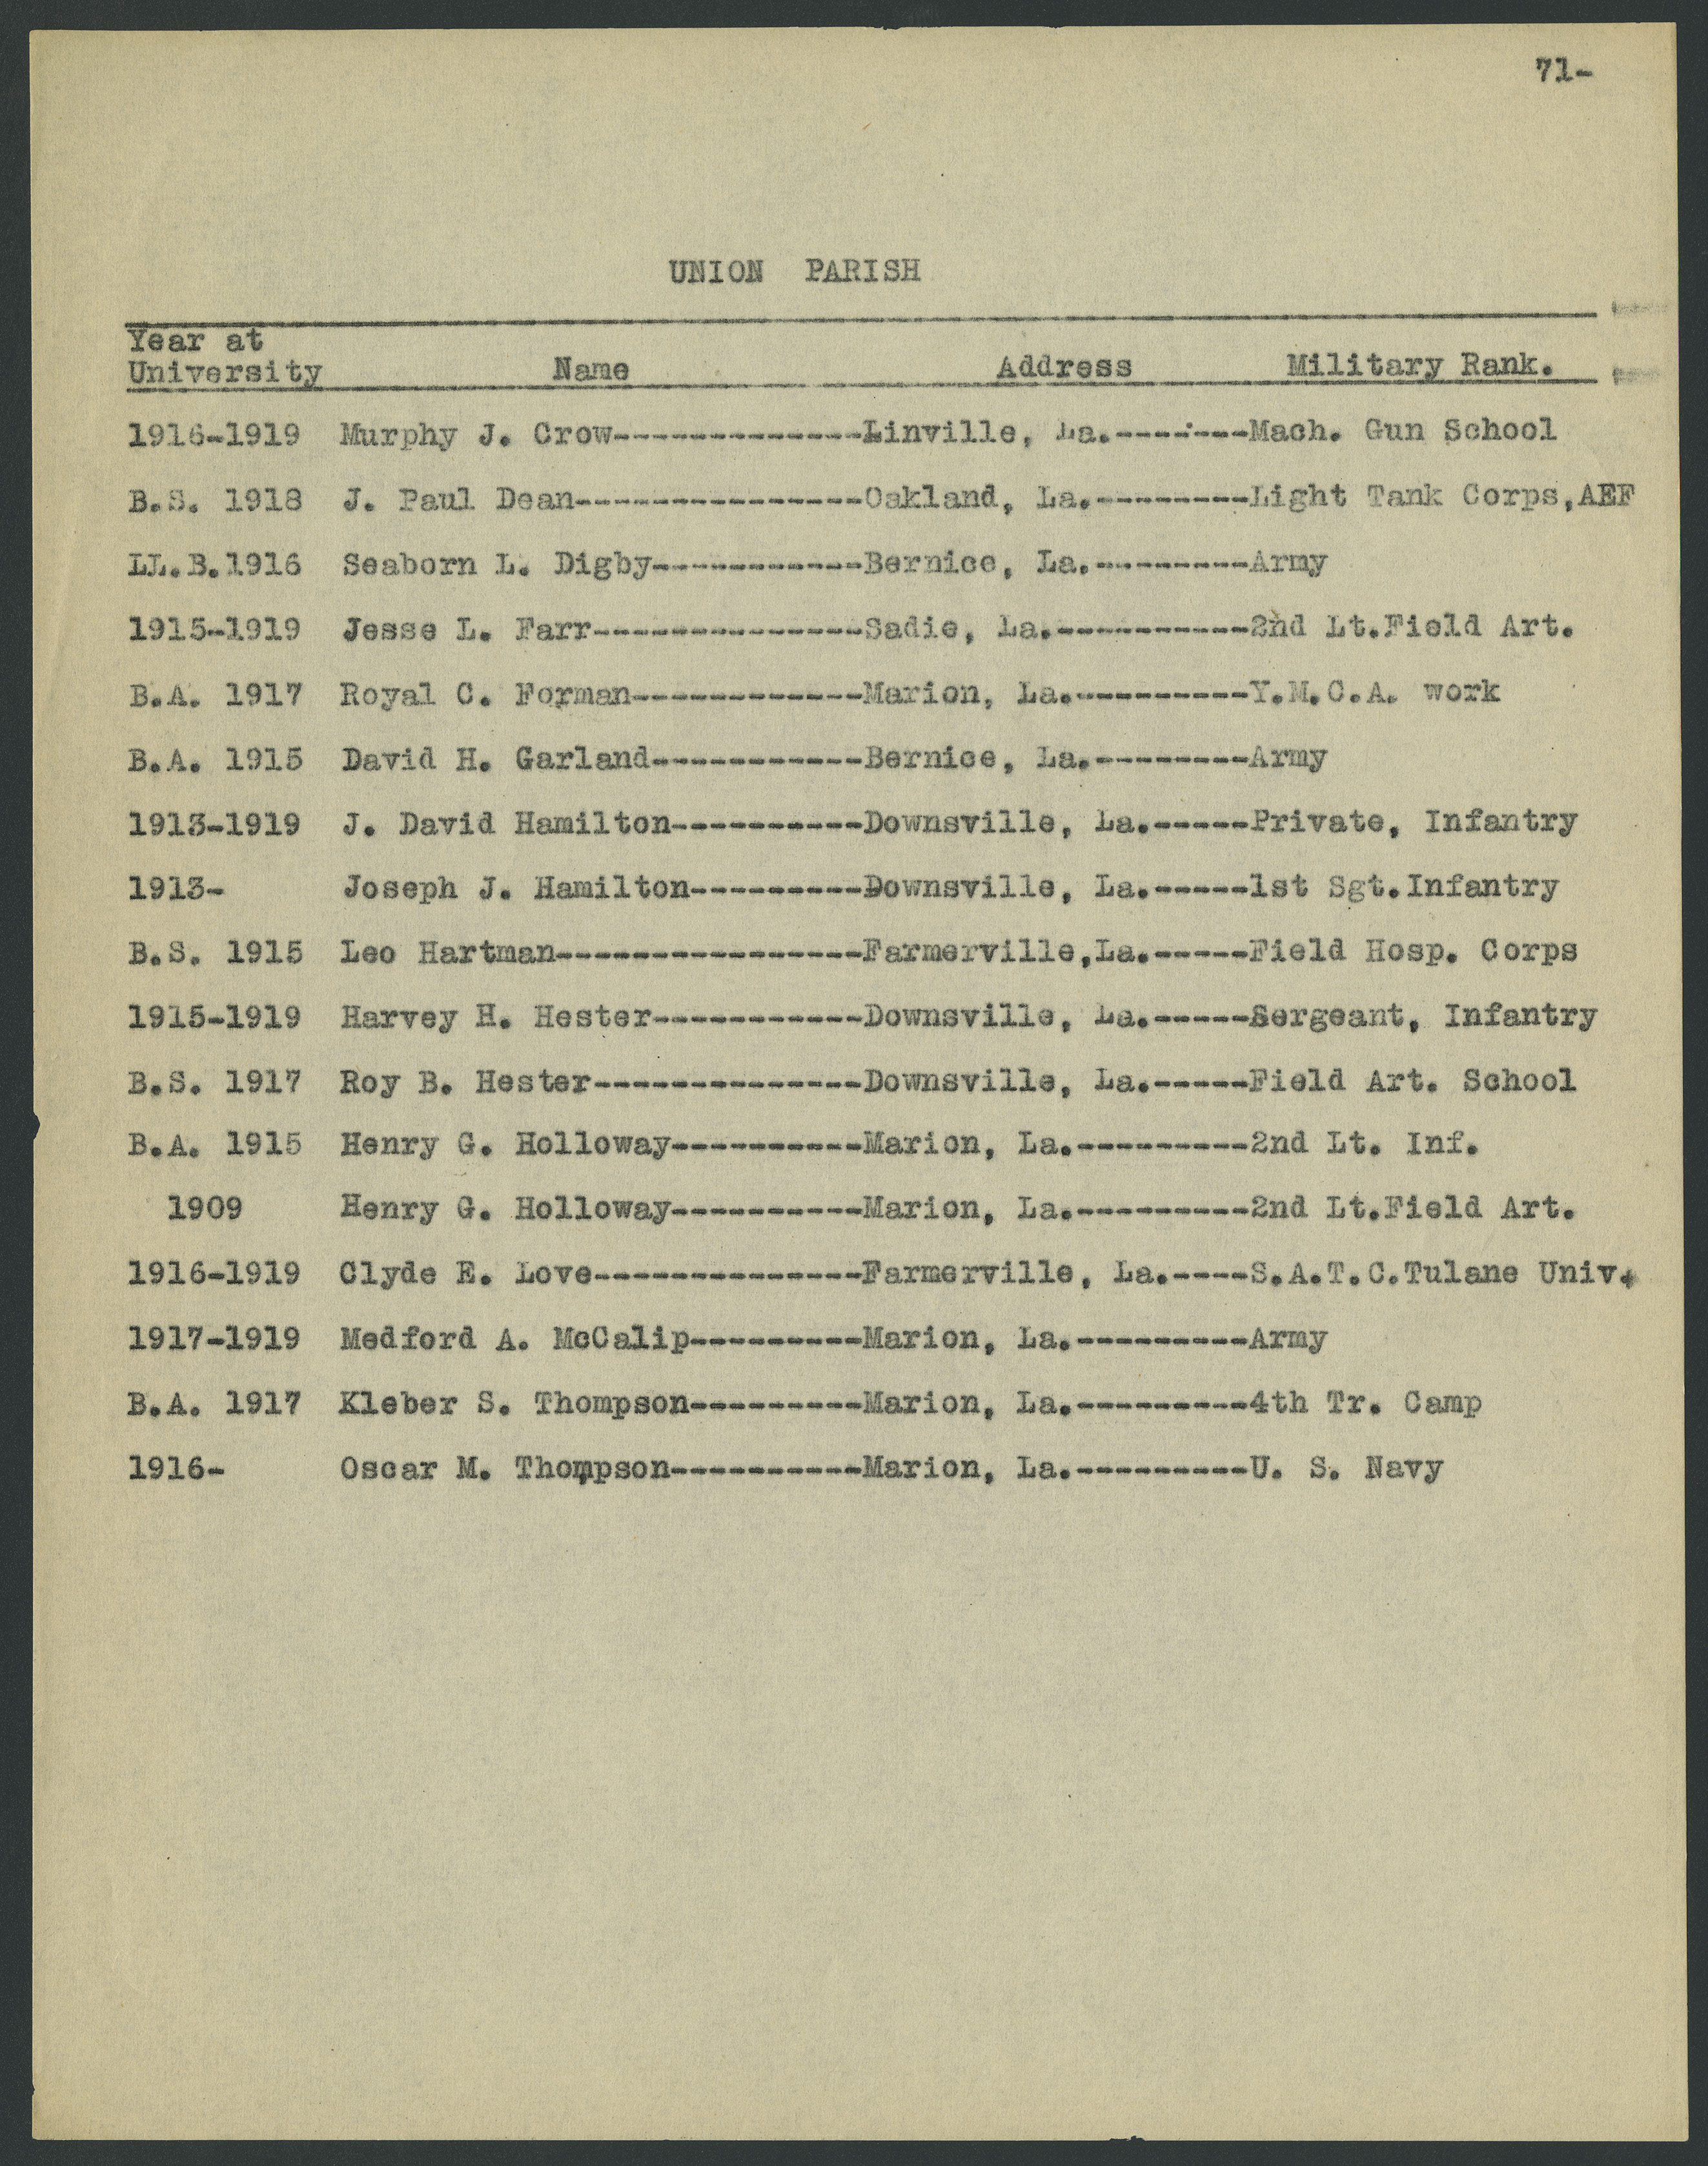 71-
UNION PARISH
Year at
University Name Address Military Rank.
1916-1919 Murphy J. Crow-------------Linville, La.-------Mach. Gun School
B.S. 1918 J. Paul Dean---------------Oakland, La.--------Light Tank Corps,AEF
LL.B.1916 Seaborn L. Digby-----------Bernice, La.--------Army
1915-1919 Jesse L. Farr--------------Sadie, La.----------2nd Lt.Field Art.
B.A. 1917 Royal C. Forman------------Marion, La.---------Y.M.C.A. work
B.A. 1915 David H. Garland-----------Bernice, La.--------Army
1913-1919 J. David Hamilton----------Downsville, La.-----Private, Infantry
1913- Joseph J. Hamilton---------Downsville, La.-----1st Sgt.Infantry
B.S. 1915 Leo Hartman----------------Farmerville,La.-----Field Hosp. Corps
1915-1919 Harvey H. Hester-----------Downsville, La.-----Sergeant, Infantry
B.S. 1917 Roy B. Hester--------------Downsville, La.-----Field Art. School
B.A. 1915 Henry G. Holloway----------Marion, La.---------2nd Lt. Inf.
1909 Henry G. Holloway----------Marion, La.---------2nd Lt.Field Art.
1916-1919 Clyde E. Love--------------Farmerville, La.----S.A.T.C.Tulane Univ.
1917-1919 Medford A. McCalip---------Marion, La.---------Army
B.A. 1917 Kleber S. Thompson---------Marion, La.---------4th Tr. Camp
1916- Oscar M. Thompson----------Marion, La.---------U. S. Navy